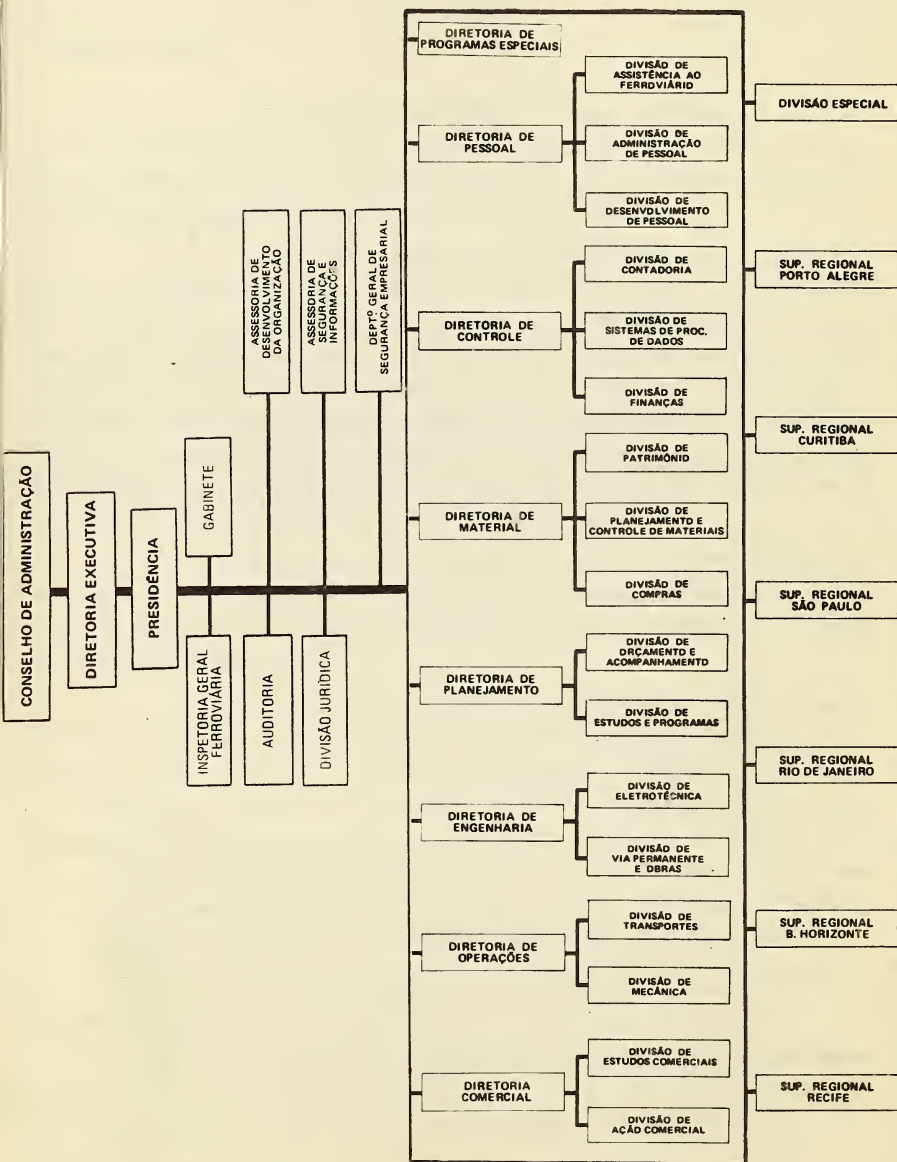 CONSELHO DE ADMINISTRAÇÃO
DIRETORIA EXECUTIVA
PRESIDÊNCIA
GABINETE
INSPETORIA GERAL
FERROVIÁRIA
ASSESSORIA DE
DESENVOLVIMENTO
DA ORGANIZAÇÃO
AUDITORIA
ASSESSORIA DE
SEGURANÇA E
INFORMAÇÕES
DIVISÃO JURÍDICA
DEPTº GERAL DE
SEGURANÇA EMPRESARIAL
DIRETORIA DE
PROGRAMAS ESPECIAIS
DIRETORIA DE
PESSOAL
DIVISÃO DE
ASSISTÊNCIA AO
FERROVIÁRIO
DIVISÃO DE
ADMINISTRAÇÃO
DE PESSOAL
DIVISÃO DE
DESENVOLVIMENTO
DE PESSOAL
DIRETORIA DE
CONTROLE
DIVISÃO DE
CONTADORIA
DIVISÃO DE
SISTEMAS DE PROC.
DE DADOS
DIVISÃO DE
FINANÇAS
DIRETORIA DE
MATERIAL
DIVISÃO DE
PATRIMÔNIO
DIVISÃO DE
PLANEJAMENTO E
CONTROLE DE MATERIAIS
DIVISÃO DE
COMPRAS
DIRETORIA DE
PLANEJAMENTO
DIVISÃO DE
ORÇAMENTO E
ACOMPANHAMENTO
DIVISÃO DE
ESTUDOS E PROGRAMAS
DIRETORIA DE
ENGENHARIA
DIVISÃO DE
ELETROTÉCNICA
DIVISÃO DE
VIA PERMANENTE
E OBRAS
DIRETORIA DE
OPERAÇÕES
DIVISÃO DE
TRANSPORTES
DIVISÃO DE
MECÂNICA
DIRETORIA
COMERCIAL
DIVISÃO DE
ESTUDOS COMERCIAIS
DIVISÃO DE
AÇÃO COMERCIAL
DIVISÃO ESPECIAL
SUP. REGIONAL
PORTO ALEGRE
SUP. REGIONAL
CURITIBA
SUP. REGIONAL
SÃO PAULO
SUP. REGIONAL
RIO DE JANEIRO
SUP. REGIONAL
B. HORIZONTE
SUP. REGIONAL
RECIFE